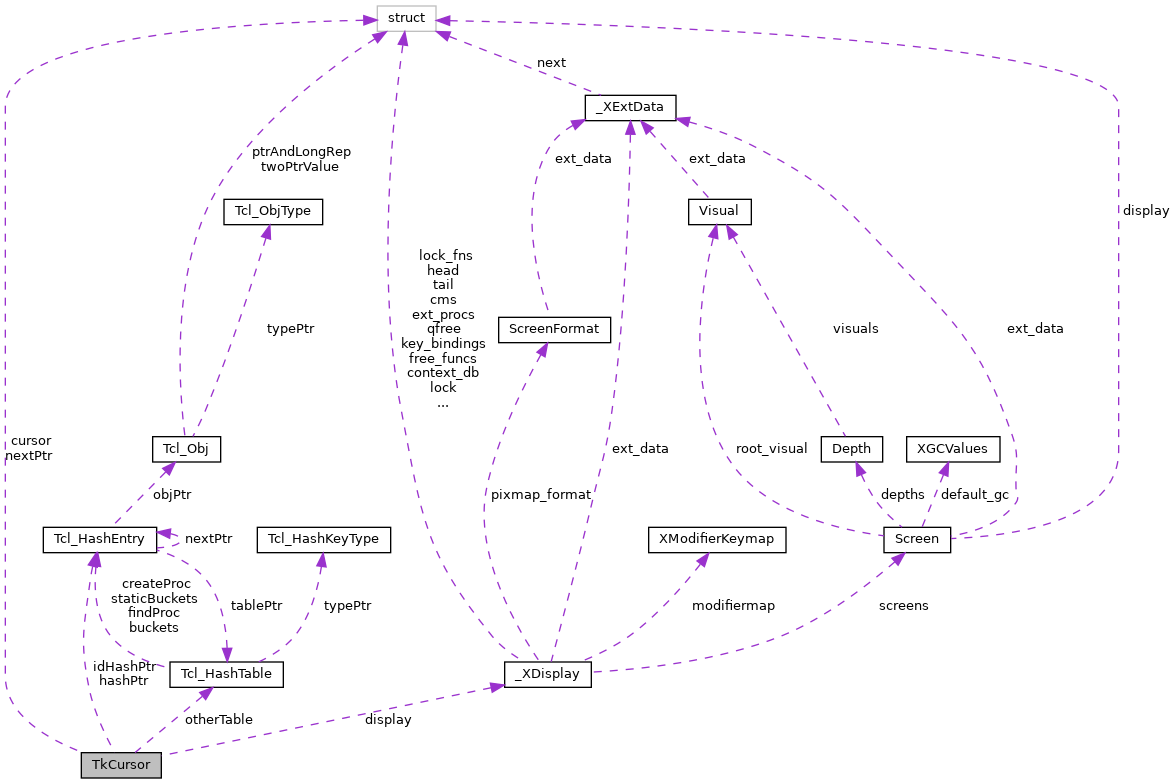 struct
next
_XExtData
ptrAndLongRep
twoPtrValue
ext_data
ext_data
Tcl_ObjType
Visual
display
lock_fns
head
tail
cms
ext_procs
qfree
key_bindings
free_funcs
context_db
lock
...
typePtr
ScreenFormat
visuals
ext_data
cursor
nextPtr
Tcl_Obj
ext_data
root_visual
Depth
XGCValues
objPtr
pixmap_format
depths
default_gc
Tcl_HashEntry
nextPtr
Tcl_HashKeyType
XModifierKeymap
Screen
createProc
staticBuckets
findProc
buckets
tablePtr
typePtr
modifiermap
screens
idHashPtr
hashPtr
Tcl_HashTable
_XDisplay
otherTable
display
TkCursor